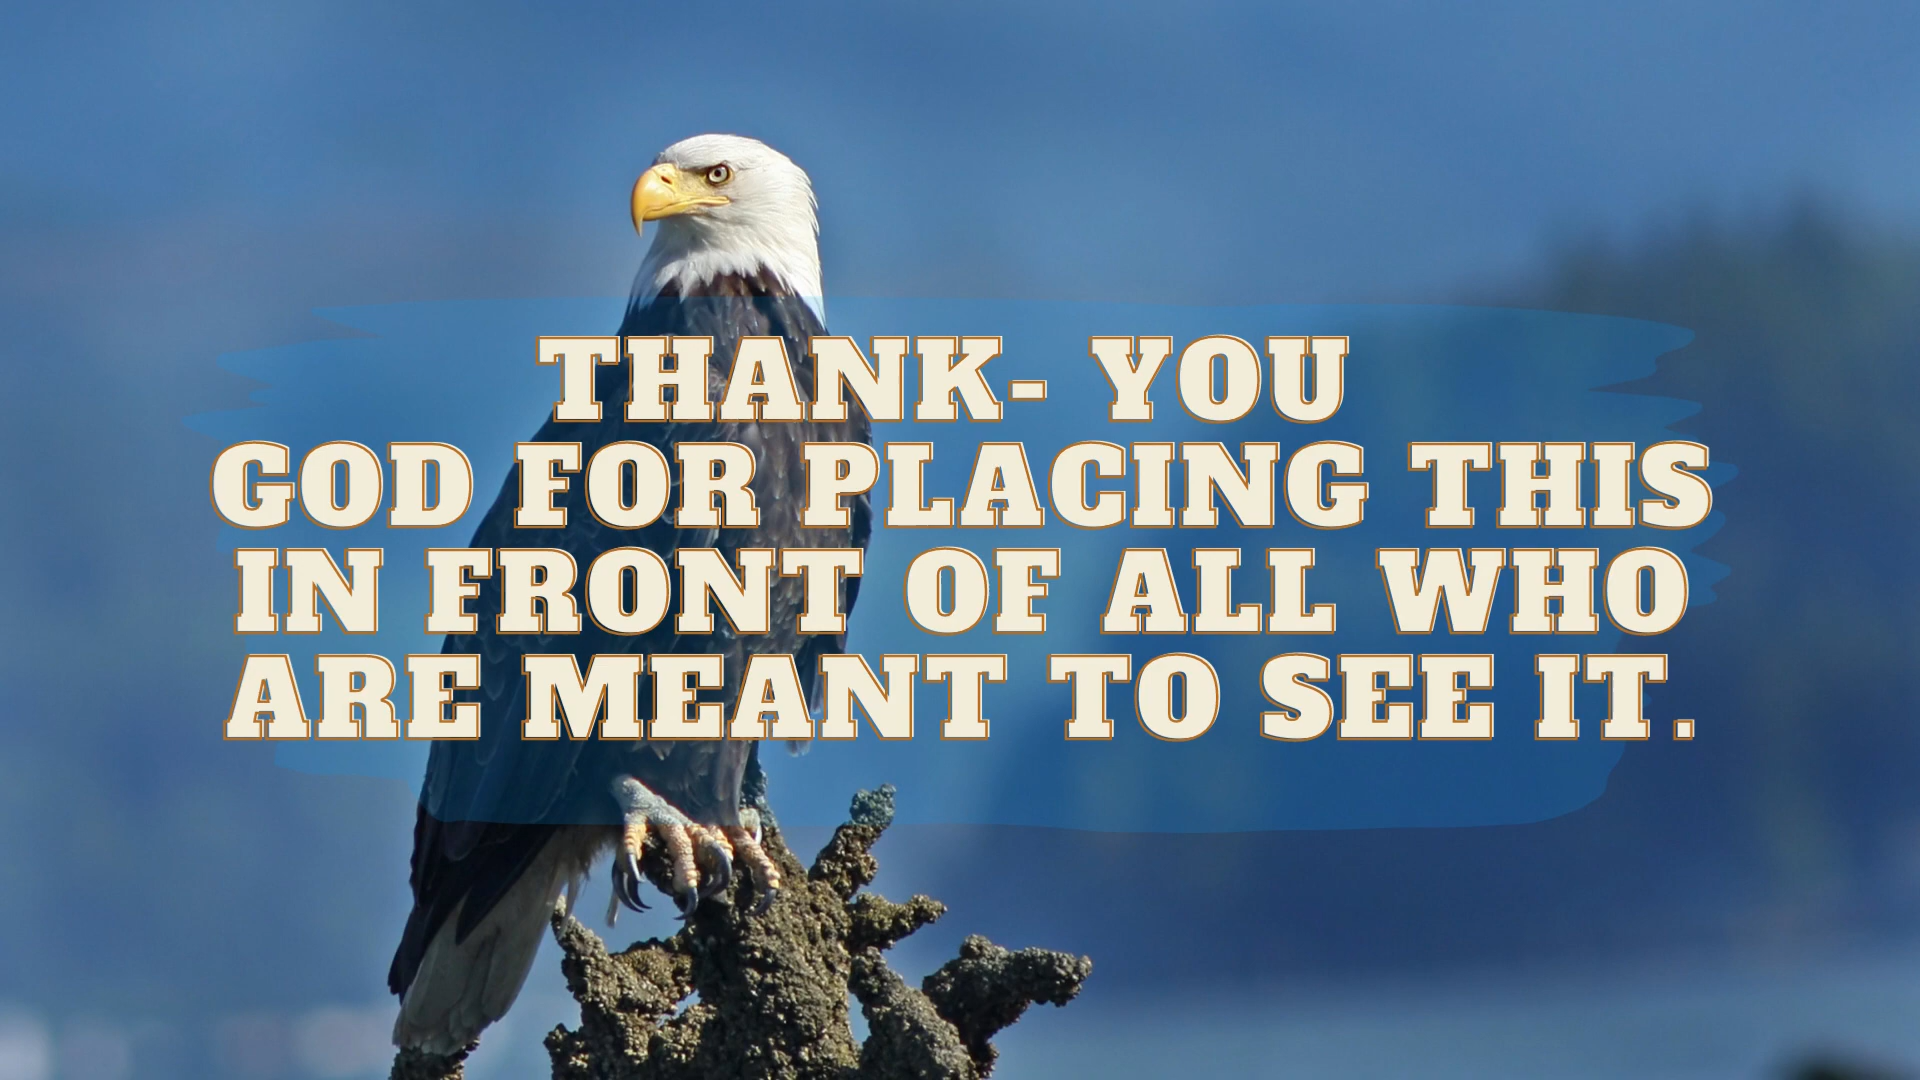 THANK- YOU
GOD FOR PLACING THIS
IN FRONT OF ALL WHO
ARE MEANT TO SEE IT.